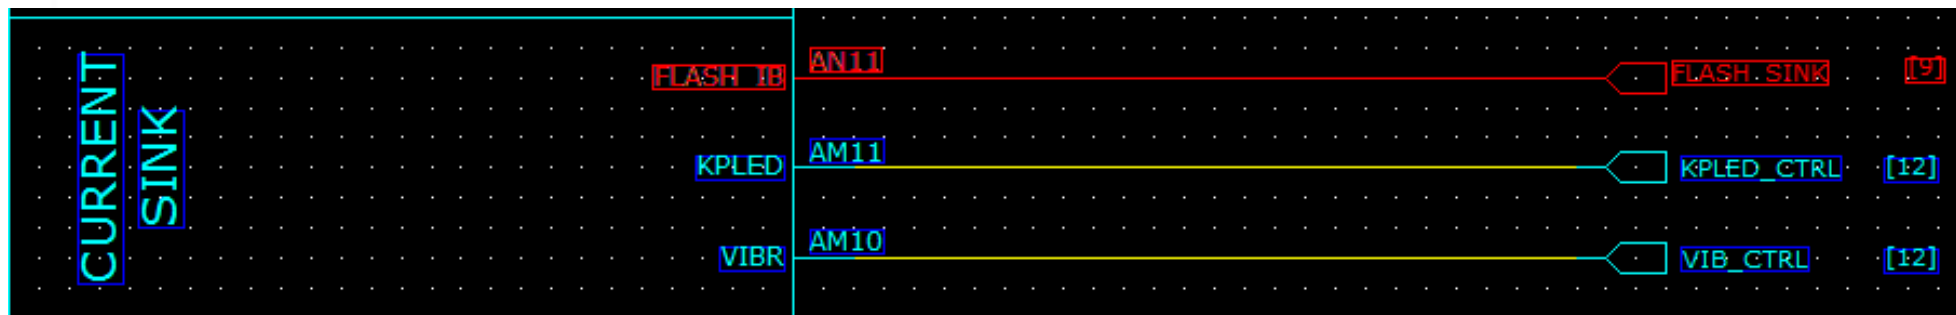 CURRENT
SINK
FLASH_IB AN11 FLASH_SINK [9]
KPLED AM11 KPLED_CTRL [12]
VIBR AM10 VIB_CTRL [12]